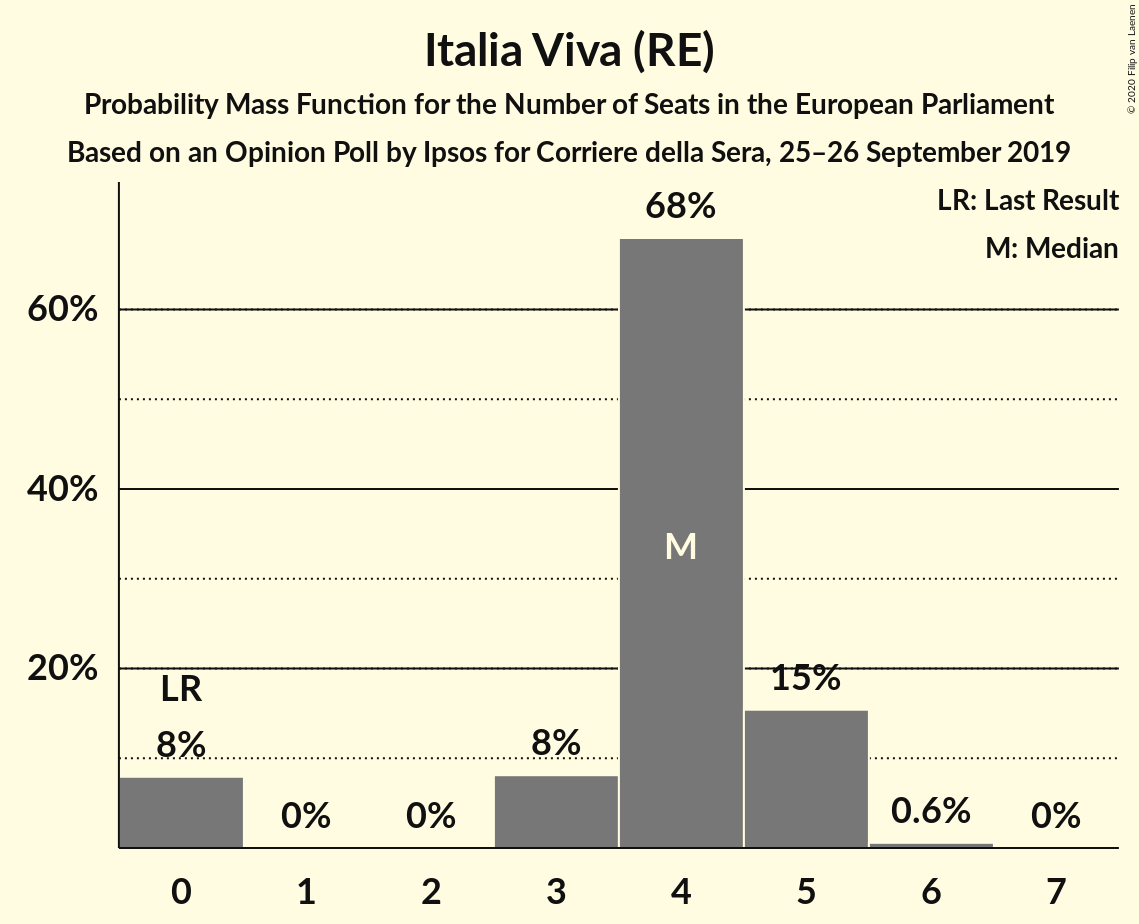 Italia Viva (RE)
Probability Mass Function for the Number of Seats in the European Parliament
Based on an Opinion Poll by Ipsos for Corriere della Sera, 25–26 September 2019
© 2020 Filip van Laenen
LR: Last Result
M: Median
60%
40%
20%
LR
8%
0%
0%
8%
68%
M
15%
0.6%
0%
0 1 2 3 4 5 6 7